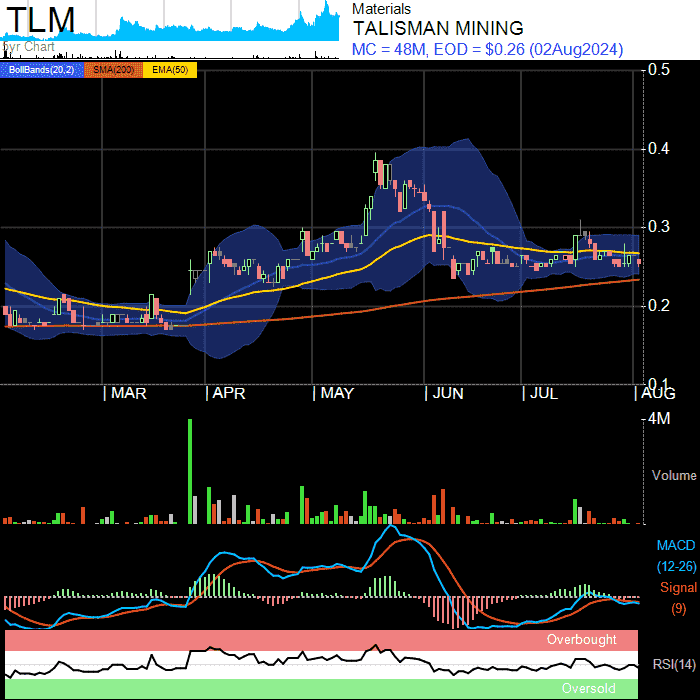 TLM
5yr Chart
Materials
TALISMAN MINING
MC = 48M, EOD = $0.26 (02Aug2024)
BollBands(20,2) SMA(200) EMA(50)
0.5
0.4
0.3
0.2
0.1
MAR APR MAY JUN JUL AUG
4M
Volume
MACD
(12-26)
Signal
(9)
Overbought
RSI(14)
Oversold